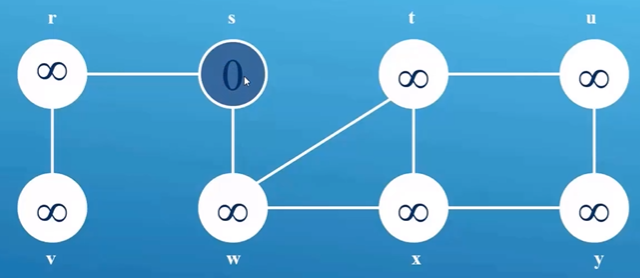 r s t u
∞ 0 ∞ ∞
∞ ∞ ∞ ∞
v w x y